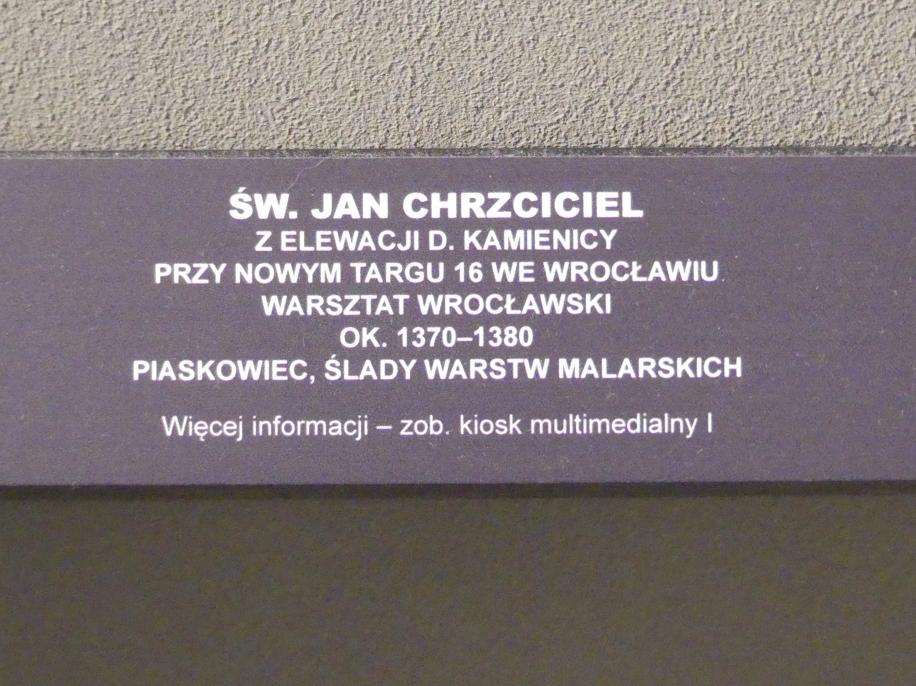 ŚW. JAN CHRZCICIEL
Z ELEWACJI D. KAMIENICY
PRZY NOWYM TARGU 16 WE WROCŁAWIU
WARSZTAT WROCŁAWSKI
OK. 1370–1380
PIASKOWIEC, ŚLADY WARSTW MALARSKICH
Więcej informacji – zob. kiosk multimedialny I